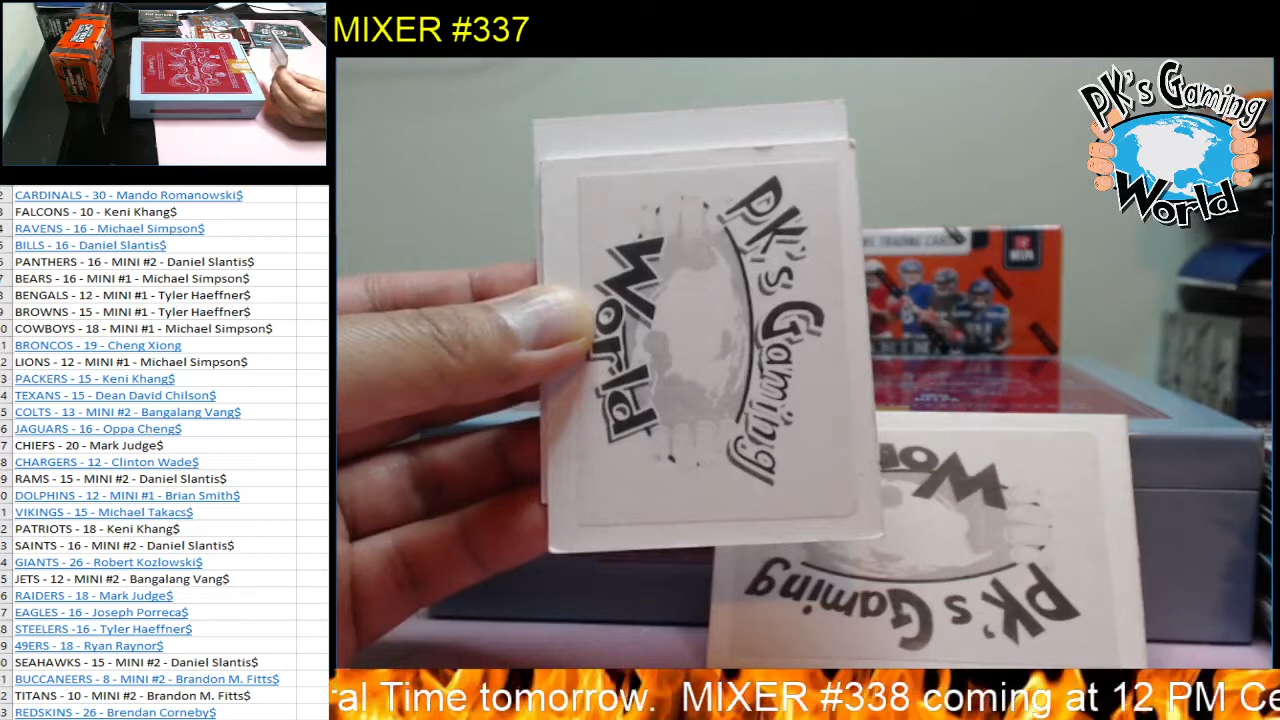 MIXER #337
PK's Gaming
World
CARDINALS - 30 - Mando Romanowski$
FALCONS - 10 - Keni Khang$
RAVENS - 16 - Michael Simpson$
BILLS - 16 - Daniel Slantis$
PANTHERS - 16 - MINI #2 - Daniel Slantis$
BEARS - 16 - MINI #1 - Michael Simpson$
BENGALS - 12 - MINI #1 - Tyler Haeffner$
BROWNS - 15 - MINI #1 - Tyler Haeffner$
COWBOYS - 18 - MINI #1 - Michael Simpson$
BRONCOS - 19 - Cheng Xiong
LIONS - 12 - MINI #1 - Michael Simpson$
PACKERS - 15 - Keni Khang$
TEXANS - 15 - Dean David Chilson$
COLTS - 13 - MINI #2 - Bangalang Vang$
JAGUARS - 16 - Oppa Cheng$
CHIEFS - 20 - Mark Judge$
CHARGERS - 12 - Clinton Wade$
RAMS - 15 - MINI #2 - Daniel Slantis$
DOLPHINS - 12 - MINI #1 - Brian Smith$
VIKINGS - 15 - Michael Takacs$
PATRIOTS - 18 - Keni Khang$
SAINTS - 16 - MINI #2 - Daniel Slantis$
GIANTS - 26 - Robert Kozlowski$
JETS - 12 - MINI #2 - Bangalang Vang$
RAIDERS - 18 - Mark Judge$
EAGLES - 16 - Joseph Porreca$
STEELERS -16 - Tyler Haeffner$
49ERS - 18 - Ryan Raynor$
SEAHAWKS - 15 - MINI #2 - Daniel Slantis$
BUCCANEERS - 8 - MINI #2 - Brandon M. Fitts$
TITANS - 10 - MINI #2 - Brandon M. Fitts$
REDSKINS - 26 - Brendan Corneby$
PK's Gaming
World
PK's Gaming
Wo
TRADING CARDS
ral Time tomorrow. MIXER #338 coming at 12 PM Ce